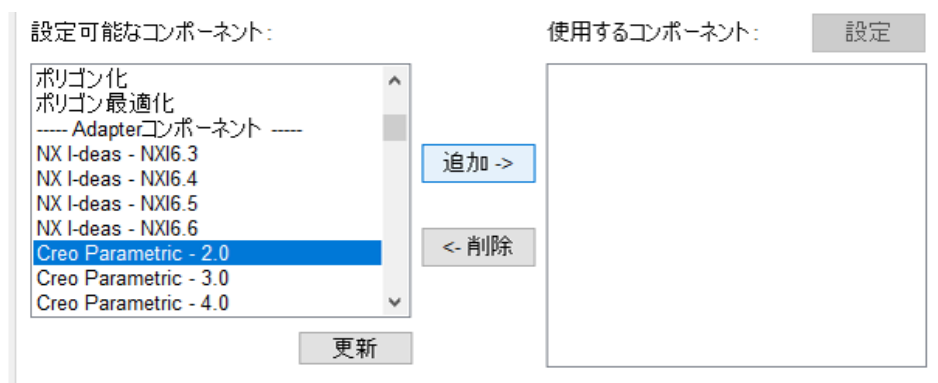 設定可能なコンポーネント:
使用するコンポーネント:
設定
ポリゴン化
ポリゴン最適化
----- Adapterコンポーネント -----
NX I-deas - NXI6.3
NX I-deas - NXI6.4
NX I-deas - NXI6.5
NX I-deas - NXI6.6
Creo Parametric - 2.0
Creo Parametric - 3.0
Creo Parametric - 4.0
追加 ->
<- 削除
更新